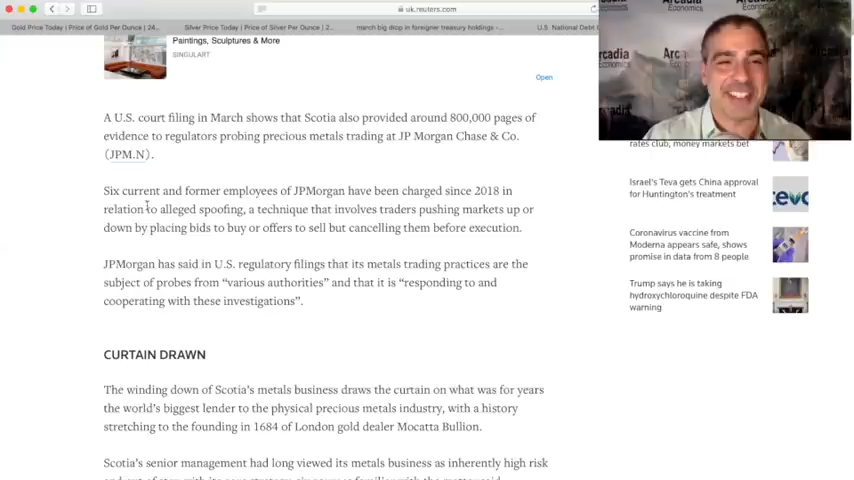 uk.reuters.com
Gold Price Today | Price of Gold Per Ounce | 24...
Silver Price Today | Price of Silver Per Ounce | 2...
march big drop in foreigner treasury holdings -...
U.S. National Debt
Paintings, Sculptures & More
SINGULART
Open
A U.S. court filing in March shows that Scotia also provided around 800,000 pages of
evidence to regulators probing precious metals trading at JP Morgan Chase & Co.
(JPM.N).
Six current and former employees of JPMorgan have been charged since 2018 in
relation to alleged spoofing, a technique that involves traders pushing markets up or
down by placing bids to buy or offers to sell but cancelling them before execution.
JPMorgan has said in U.S. regulatory filings that its metals trading practices are the
subject of probes from “various authorities” and that it is “responding to and
cooperating with these investigations”.
CURTAIN DRAWN
The winding down of Scotia’s metals business draws the curtain on what was for years
the world’s biggest lender to the physical precious metals industry, with a history
stretching to the founding in 1684 of London gold dealer Mocatta Bullion.
Scotia’s senior management had long viewed its metals business as inherently high risk
Arcadia
Economics
rates club, money markets bet
Israel's Teva gets China approval
for Huntington's treatment
Coronavirus vaccine from
Moderna appears safe, shows
promise in data from 8 people
Trump says he is taking
hydroxychloroquine despite FDA
warning